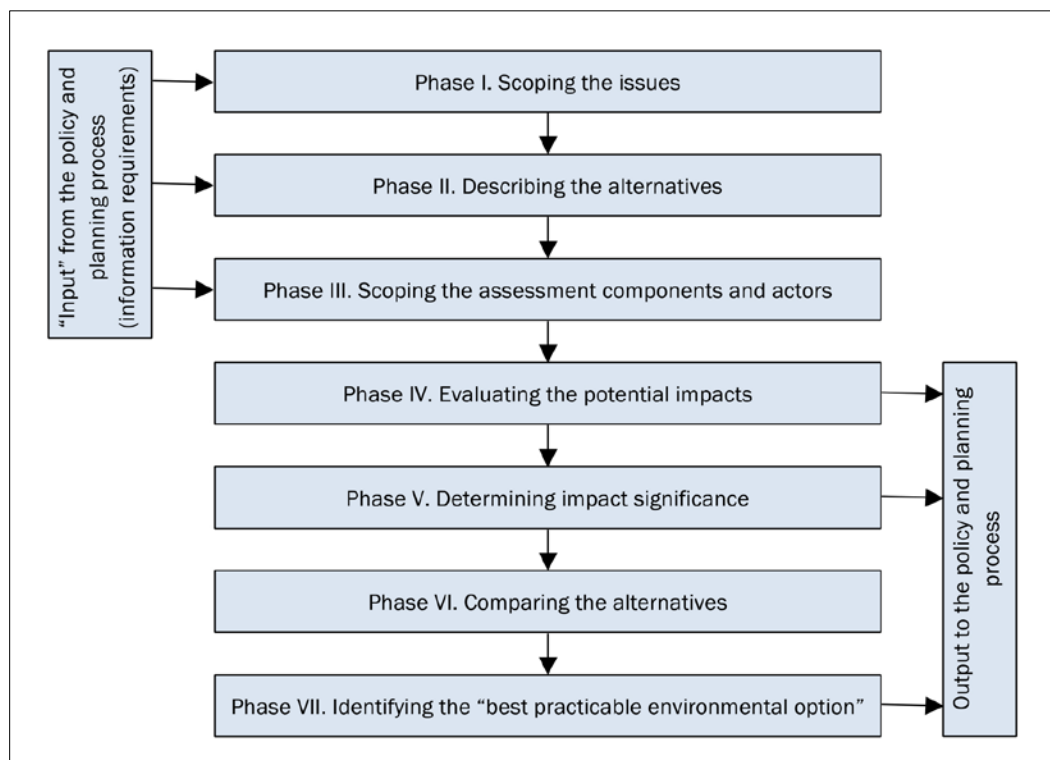 "Input" from the policy and
planning process
(information requirements)
Phase I. Scoping the issues
Phase II. Describing the alternatives
Phase III. Scoping the assessment components and actors
Phase IV. Evaluating the potential impacts
Phase V. Determining impact significance
Phase VI. Comparing the alternatives
Phase VII. Identifying the “best practicable environmental option”
Output to the policy and planning
process